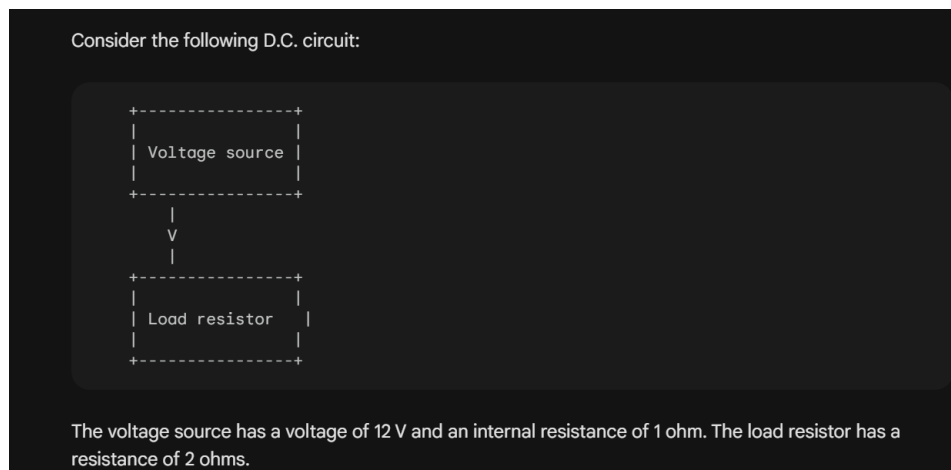 Consider the following D.C. circuit:
+----------------+
|                |
| Voltage source |
|                |
+----------------+
    |
    V
    |
+----------------+
|                |
| Load resistor   |
|                |
+----------------+
The voltage source has a voltage of 12 V and an internal resistance of 1 ohm. The load resistor has a
resistance of 2 ohms.